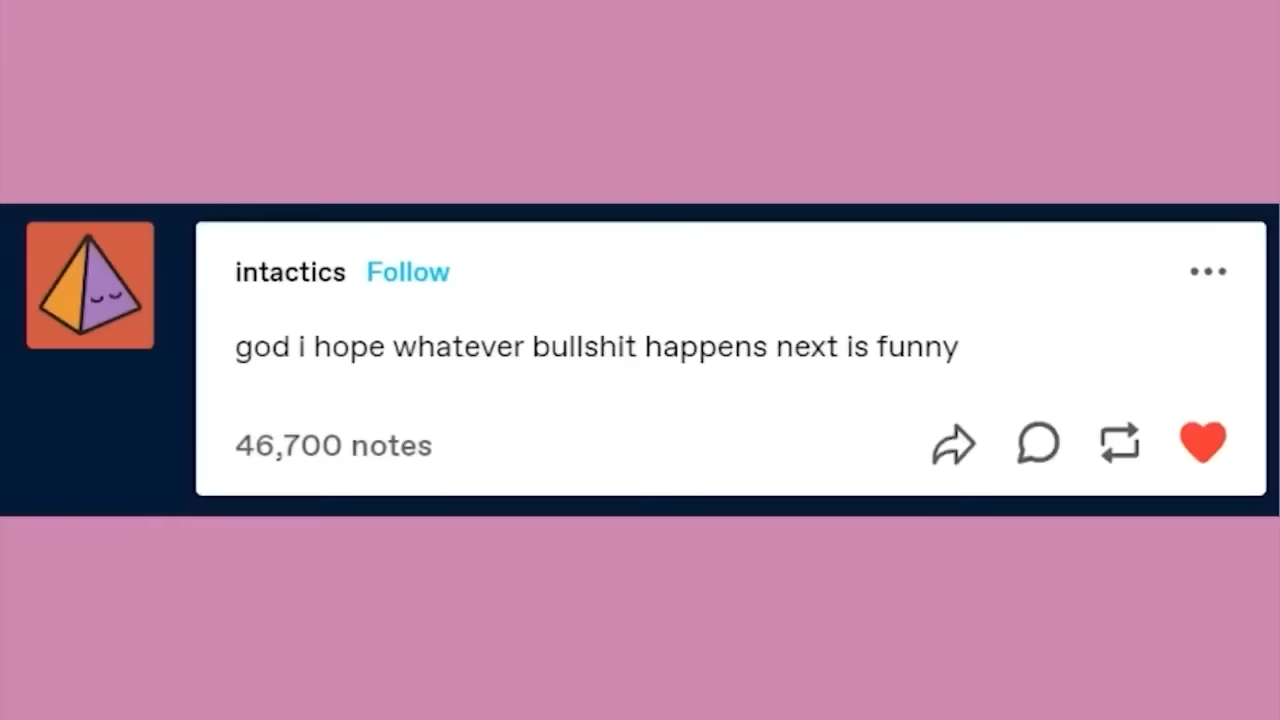 intactics Follow
god i hope whatever bullshit happens next is funny
46,700 notes